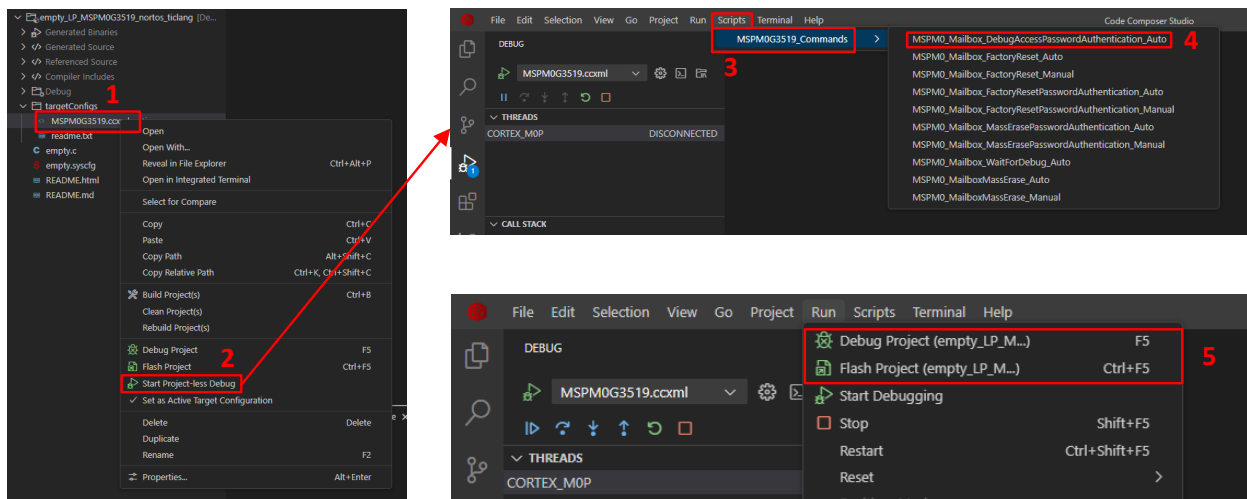 empty_LP_MSPM0G3519_nortos_ticlang [De...
Generated Binaries
Generated Source
Referenced Source
Compiler Includes
Debug
1
targetConfigs
MSPM0G3519.ccx
readme.txt
empty.c
empty.syscfg
README.html
README.md
Open
Open With...
Reveal in File Explorer Ctrl+Alt+P
Open in Integrated Terminal
Select for Compare
Copy Ctrl+C
Paste Ctrl+V
Copy Path Alt+Shift+C
Copy Relative Path Ctrl+K, Ctrl+Shift+C
Build Project(s) Ctrl+B
Clean Project(s)
Rebuild Project(s)
Debug Project F5
2
Flash Project Ctrl+F5
Start Project-less Debug
Set as Active Target Configuration
Delete Delete
Duplicate
Rename F2
Properties... Alt+Enter
File Edit Selection View Go Project Run Scripts Terminal Help Code Composer Studio
DEBUG
MSPM0G3519_Commands
3
MSPM0G3519.ccxml
THREADS
CORTEX_M0P DISCONNECTED
1
CALL STACK
MSPM0_Mailbox_DebugAccessPasswordAuthentication_Auto
4
MSPM0_Mailbox_FactoryReset_Auto
MSPM0_Mailbox_FactoryReset_Manual
MSPM0_Mailbox_FactoryResetPasswordAuthentication_Auto
MSPM0_Mailbox_FactoryResetPasswordAuthentication_Manual
MSPM0_Mailbox_MassErasePasswordAuthentication_Auto
MSPM0_Mailbox_MassErasePasswordAuthentication_Manual
MSPM0_Mailbox_WaitForDebug_Auto
MSPM0_MailboxMassErase_Auto
MSPM0_MailboxMassErase_Manual
File Edit Selection View Go Project Run Scripts Terminal Help
DEBUG
MSPM0G3519.ccxml
THREADS
CORTEX_M0P
Debug Project (empty_LP_M...) F5
Flash Project (empty_LP_M...) Ctrl+F5
5
Start Debugging
Stop Shift+F5
Restart Ctrl+Shift+F5
Reset